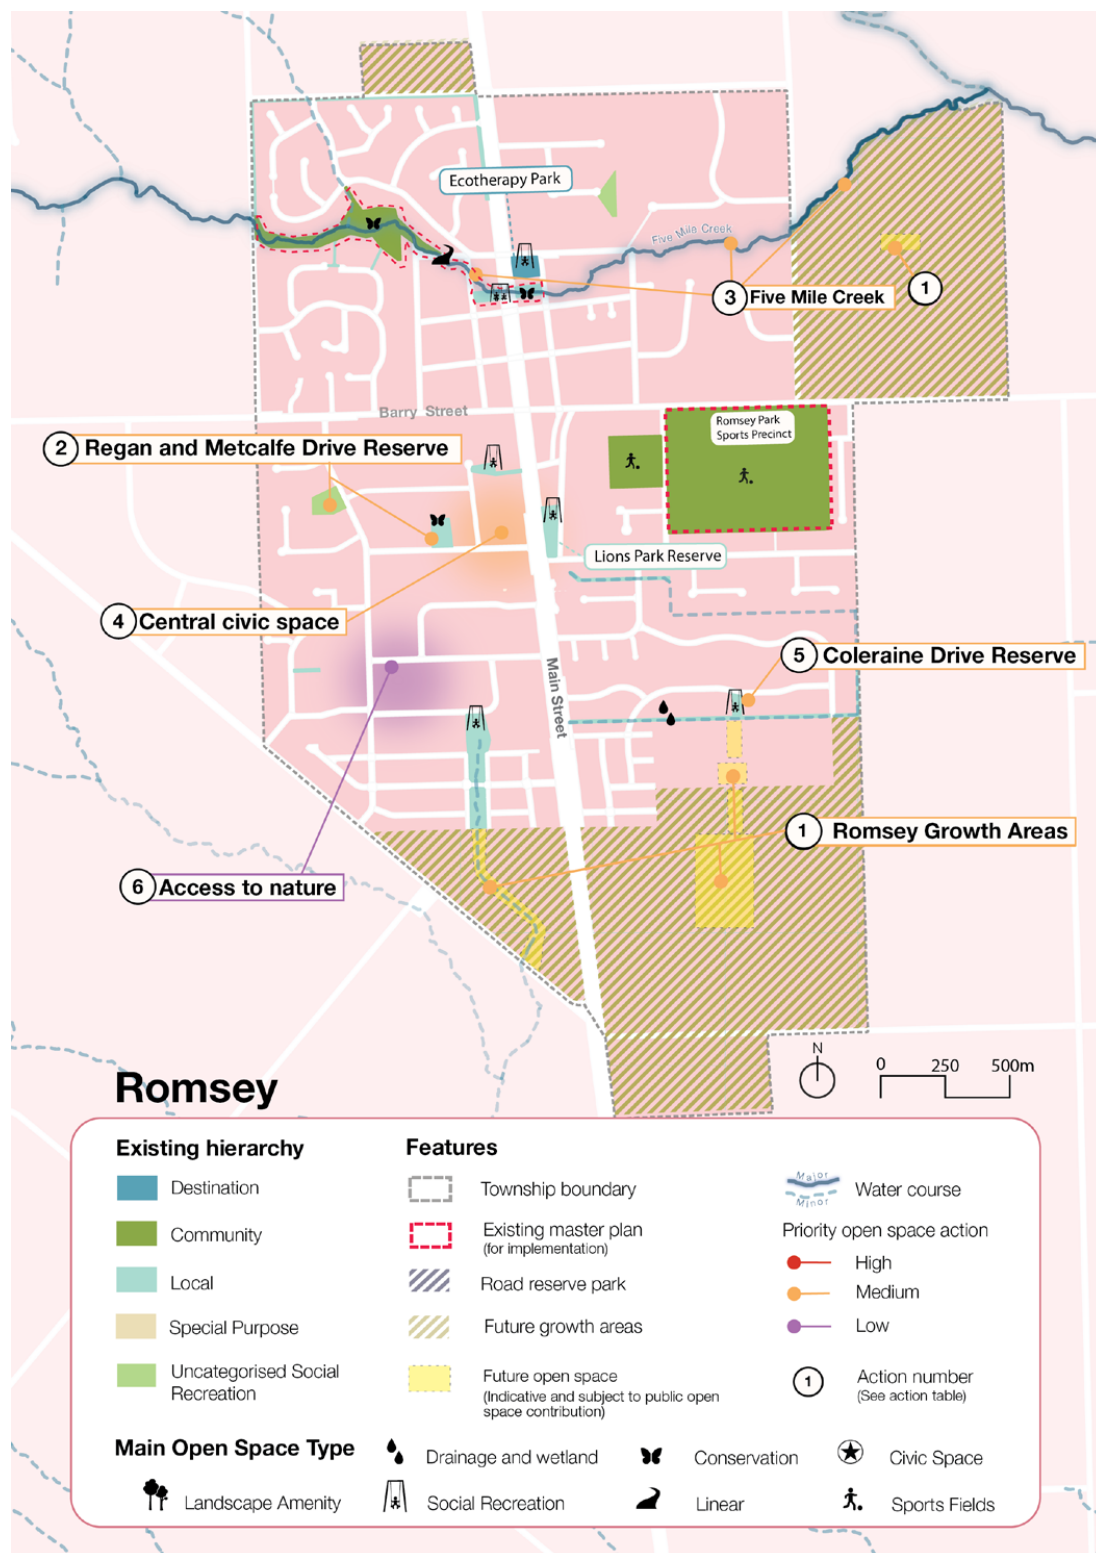 Ecotherapy Park
Five Mile Creek
1
3 Five Mile Creek
Barry Street
Romsey Park
Sports Precinct
2 Regan and Metcalfe Drive Reserve
Lions Park Reserve
4 Central civic space
5 Coleraine Drive Reserve
Main Street
1 Romsey Growth Areas
6 Access to nature
N
0 250 500m
Romsey
Existing hierarchy
Destination
Community
Local
Special Purpose
Uncategorised Social
Recreation
Features
Township boundary
Existing master plan
(for implementation)
Road reserve park
Future growth areas
Future open space
(Indicative and subject to public open
space contribution)
Major
Minor
Water course
Priority open space action
High
Medium
Low
1 Action number
(See action table)
Main Open Space Type
Drainage and wetland
Conservation
Civic Space
Landscape Amenity
Social Recreation
Linear
Sports Fields